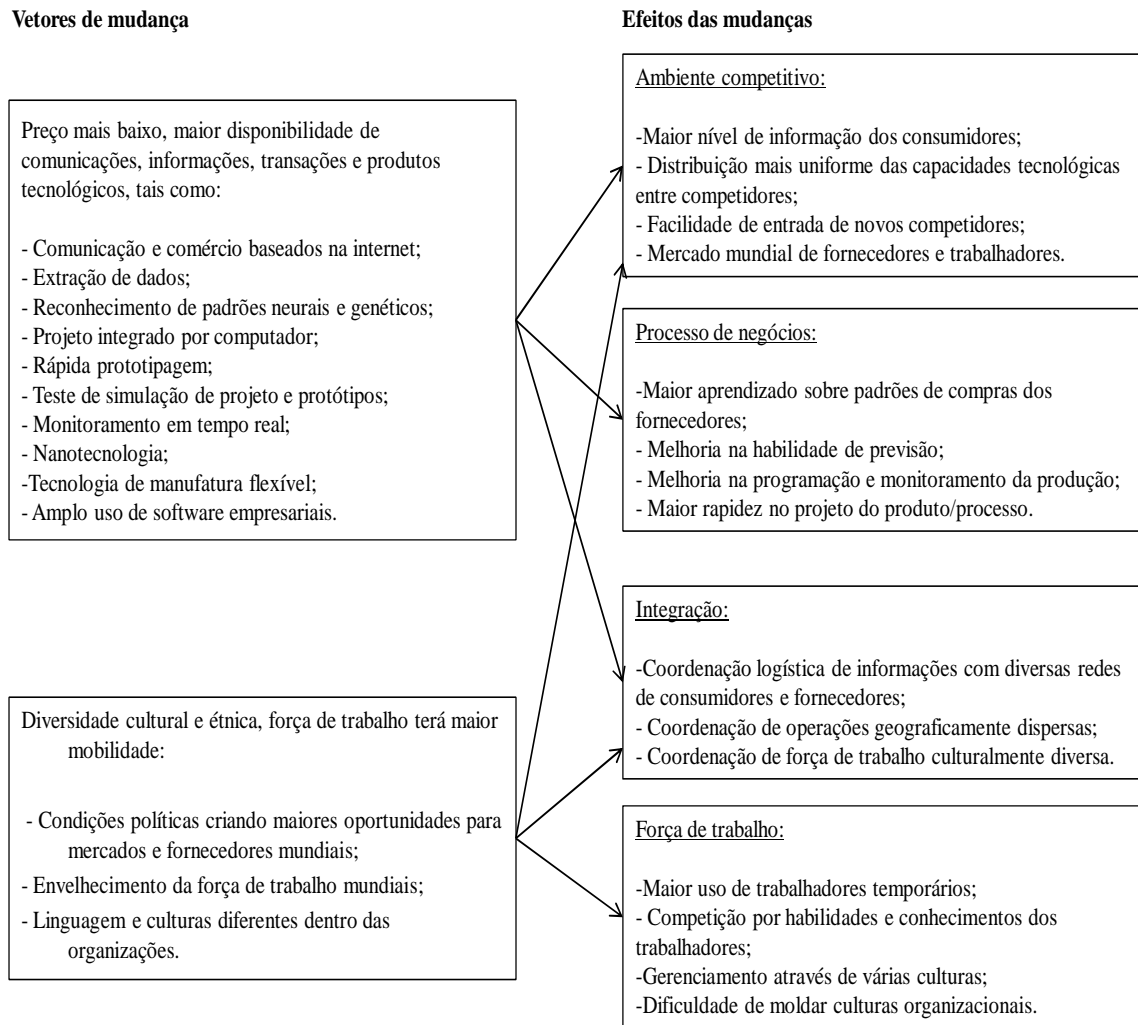 Vetores de mudança
Preço mais baixo, maior disponibilidade de
comunicações, informações, transações e produtos
tecnológicos, tais como:
- Comunicação e comércio baseados na internet;
- Extração de dados;
- Reconhecimento de padrões neurais e genéticos;
- Projeto integrado por computador;
- Rápida prototipagem;
- Teste de simulação de projeto e protótipos;
- Monitoramento em tempo real;
- Nanotecnologia;
-Tecnologia de manufatura flexível;
- Amplo uso de software empresariais.
Diversidade cultural e étnica, força de trabalho terá maior
mobilidade:
- Condições políticas criando maiores oportunidades para
mercados e fornecedores mundiais;
- Envelhecimento da força de trabalho mundiais;
- Linguagem e culturas diferentes dentro das
organizações.
Efeitos das mudanças
Ambiente competitivo:
-Maior nível de informação dos consumidores;
- Distribuição mais uniforme das capacidades tecnológicas
entre competidores;
- Facilidade de entrada de novos competidores;
- Mercado mundial de fornecedores e trabalhadores.
Processo de negócios:
-Maior aprendizado sobre padrões de compras dos
fornecedores;
- Melhoria na habilidade de previsão;
- Melhoria na programação e monitoramento da produção;
- Maior rapidez no projeto do produto/processo.
Integração:
-Coordenação logística de informações com diversas redes
de consumidores e fornecedores;
- Coordenação de operações geograficamente dispersas;
- Coordenação de força de trabalho culturalmente diversa.
Força de trabalho:
-Maior uso de trabalhadores temporários;
- Competição por habilidades e conhecimentos dos
trabalhadores;
-Gerenciamento através de várias culturas;
-Dificuldade de moldar culturas organizacionais.